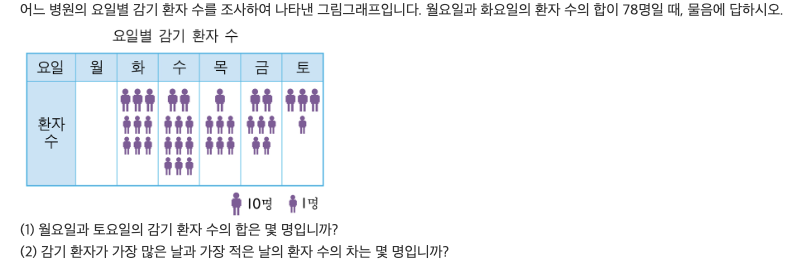 어느 병원의 요일별 감기 환자 수를 조사하여 나타낸 그림그래프입니다. 월요일과 화요일의 환자 수의 합이 78명일 때, 물음에 답하시오.
요일별 감기 환자 수
요일 월 화 수 목 금 토
환자
수
10명 1명
(1) 월요일과 토요일의 감기 환자 수의 합은 몇 명입니까?
(2) 감기 환자가 가장 많은 날과 가장 적은 날의 환자 수의 차는 몇 명입니까?